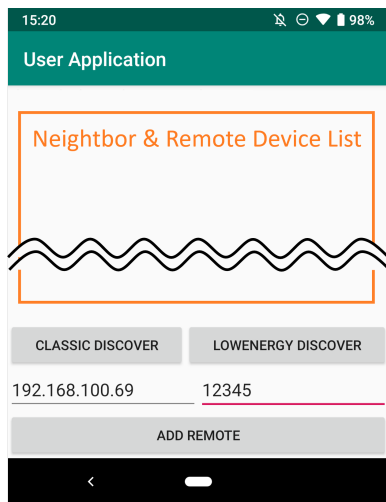 15:20 98%
User Application
Neightbor & Remote Device List
CLASSIC DISCOVER LOWENERGY DISCOVER
192.168.100.69 12345
ADD REMOTE